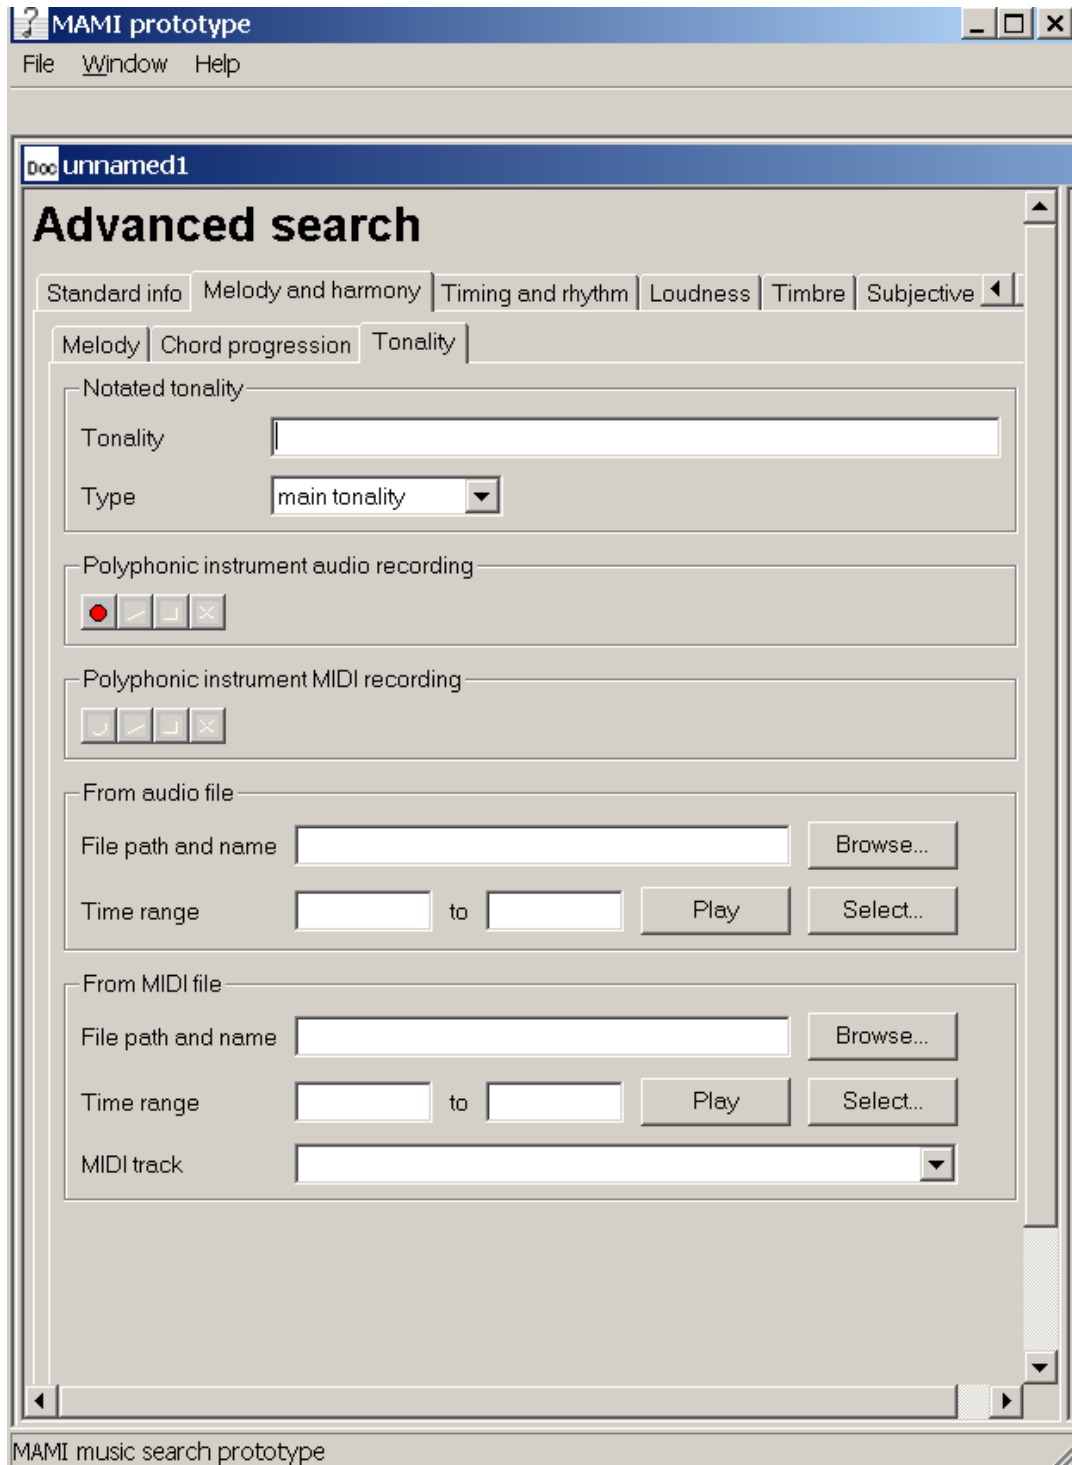 MAMI prototype
File Window Help
Doc unnamed1
Advanced search
Standard info Melody and harmony Timing and rhythm Loudness Timbre Subjective
Melody Chord progression Tonality
Notated tonality
Tonality
Type main tonality
Polyphonic instrument audio recording
Polyphonic instrument MIDI recording
From audio file
File path and name Browse...
Time range to Play Select...
From MIDI file
File path and name Browse...
Time range to Play Select...
MIDI track
MAMI music search prototype